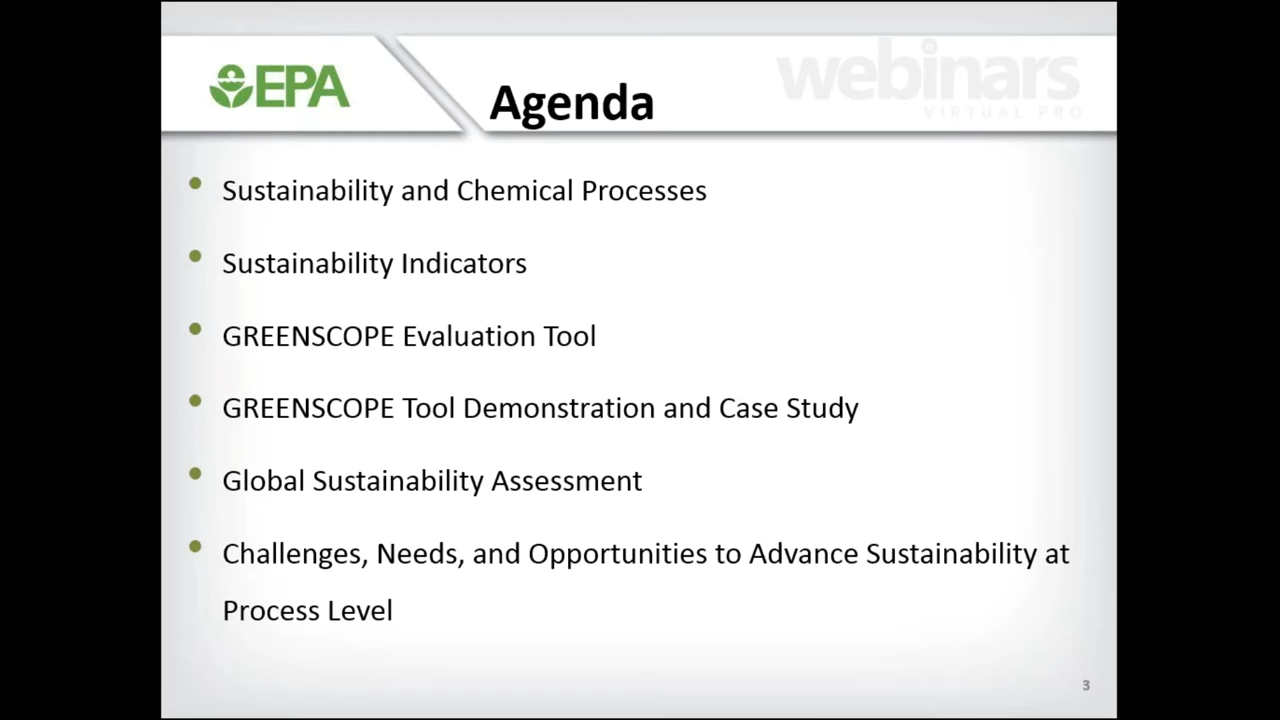 EPA
Agenda
webinars
VIRTUAL PRO
• Sustainability and Chemical Processes
• Sustainability Indicators
• GREENSCOPE Evaluation Tool
• GREENSCOPE Tool Demonstration and Case Study
• Global Sustainability Assessment
• Challenges, Needs, and Opportunities to Advance Sustainability at
Process Level
3